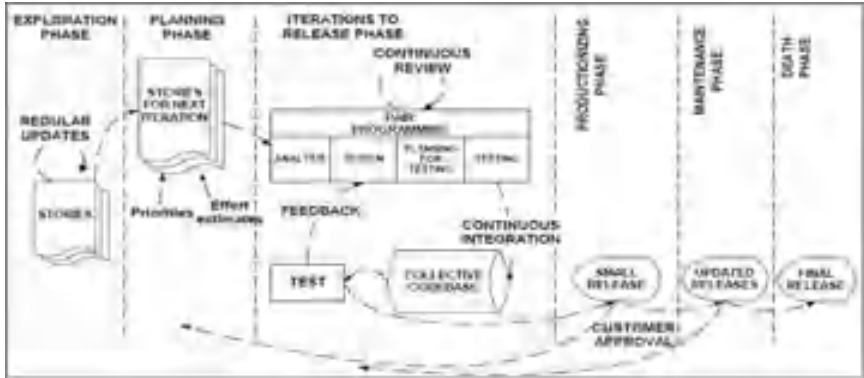 EXPLORATION
PHASE
PLANNING
PHASE
ITERATIONS TO
RELEASE PHASE
PRODUCTIONIZING
PHASE
MAINTENANCE
PHASE
DEATH
PHASE
CONTINUOUS
REVIEW
REGULAR
UPDATES
STORIES
FOR NEXT
ITERATION
PAIR
PROGRAMMING
ANALYSIS
DESIGN
PLANNING
FOR
TESTING
TESTING
STORIES
Priorities
Effort
estimates
FEEDBACK
CONTINUOUS
INTEGRATION
TEST
COLLECTIVE
CODEBASE
SMALL
RELEASE
UPDATED
RELEASES
FINAL
RELEASE
CUSTOMER
APPROVAL